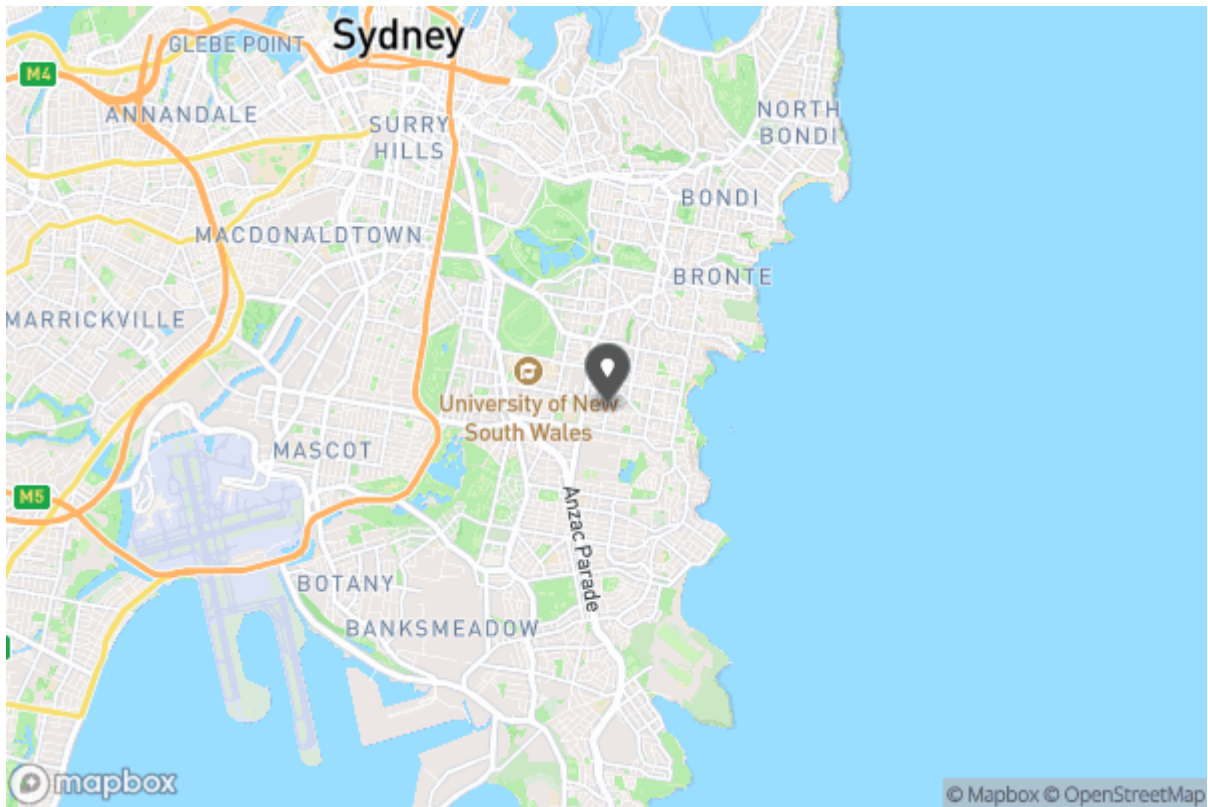 Sydney
GLEBE POINT
M4
ANNANDALE
SURRY
HILLS
NORTH
BONDI
BONDI
MACDONALDTOWN
BRONTE
MARRICKVILLE
University of New
South Wales
MASCOT
M5
Anzac Parade
BOTANY
BANKSMEADOW
mapbox
© Mapbox © OpenStreetMap